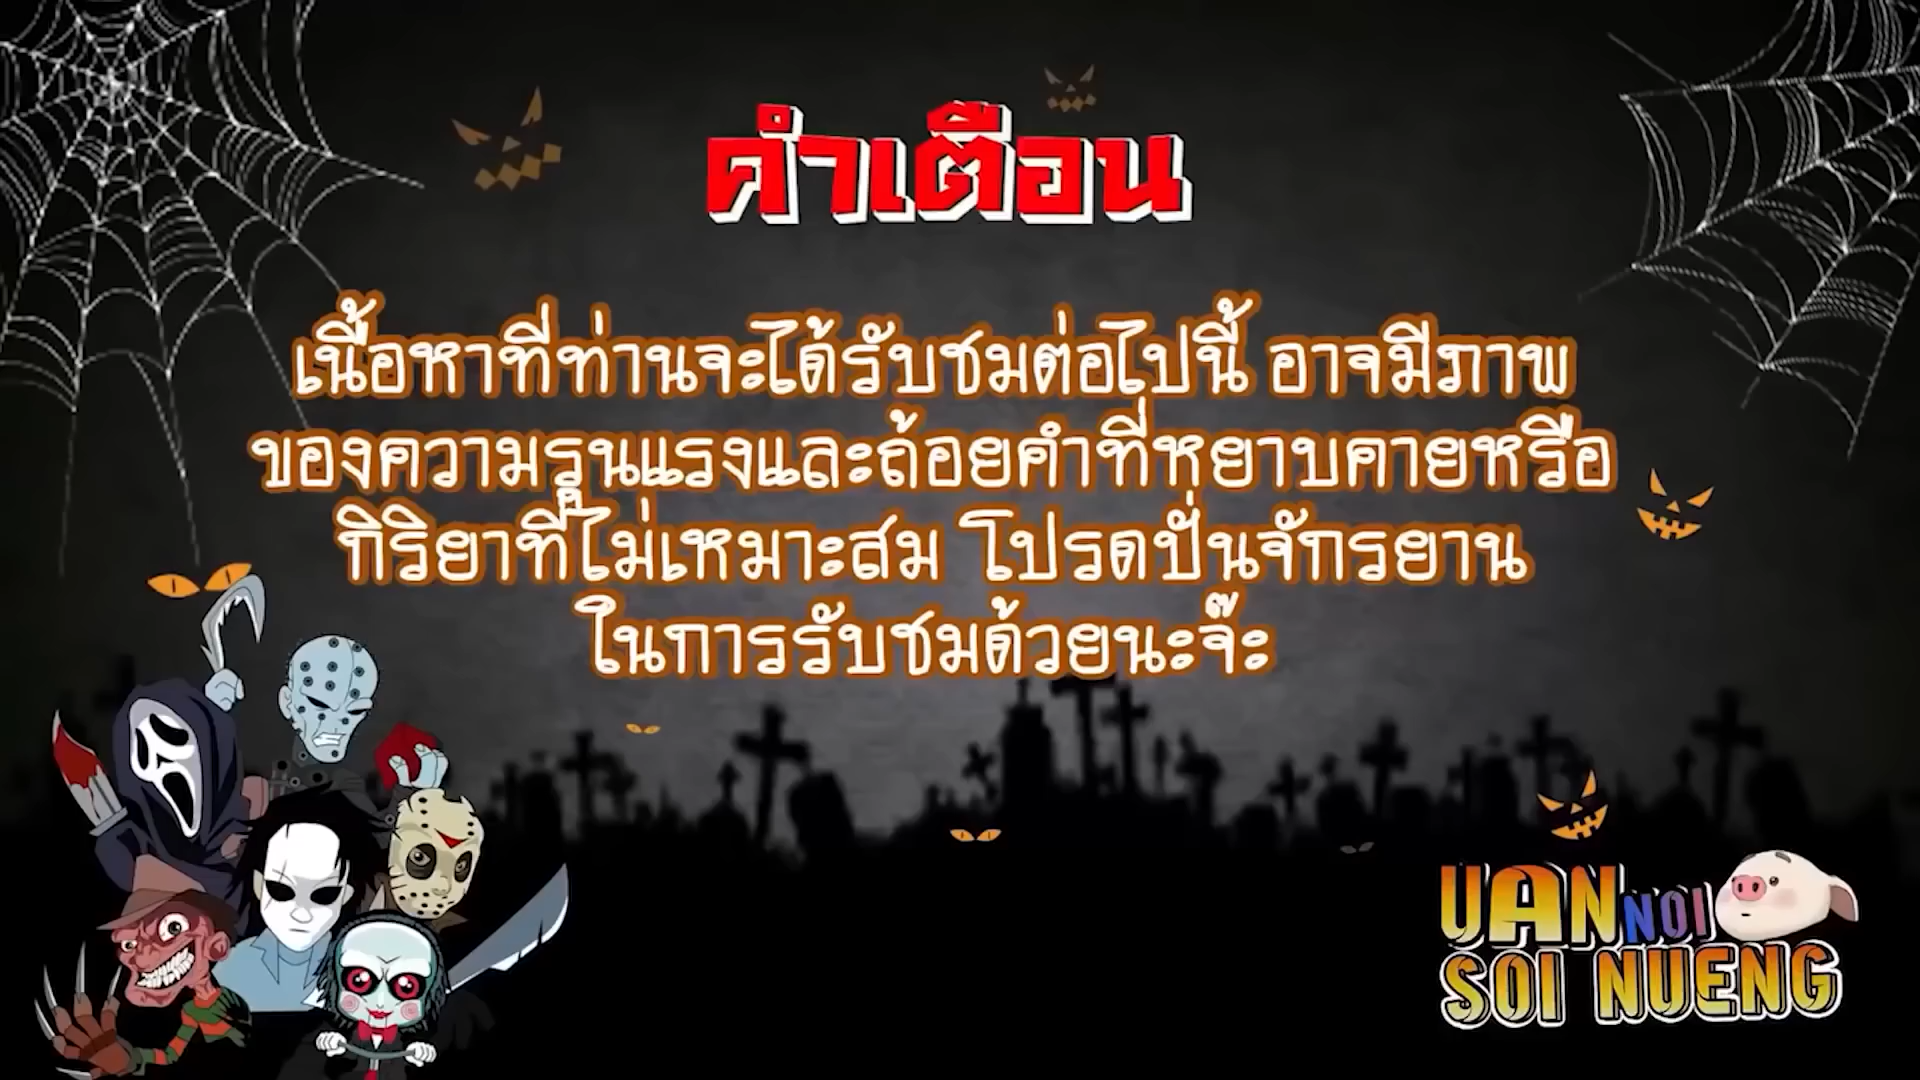 คำเตือน
เนื้อหาที่ท่านจะได้รับชมต่อไปนี้ อาจมีภาพ
ของความรุนแรงและถ้อยคำที่หยาบคายหรือ
กิริยาที่ไม่เหมาะสม โปรดปั่นจักรยาน
ในการรับชมด้วยนะจ๊ะ
UAN NOI
SOI NUENG